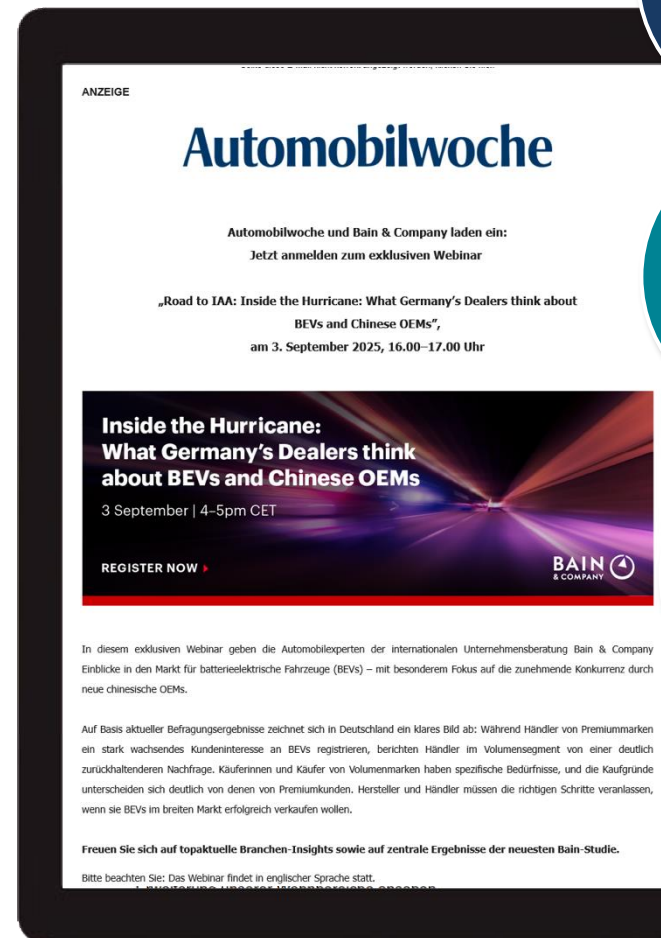 ANZEIGE
Automobilwoche
Automobilwoche und Bain & Company laden ein:
Jetzt anmelden zum exklusiven Webinar
„Road to IAA: Inside the Hurricane: What Germany’s Dealers think about
BEVs and Chinese OEMs”,
am 3. September 2025, 16.00–17.00 Uhr
Inside the Hurricane:
What Germany’s Dealers think
about BEVs and Chinese OEMs
3 September | 4–5pm CET
REGISTER NOW
BAIN
& COMPANY
In diesem exklusiven Webinar geben die Automobilexperten der internationalen Unternehmensberatung Bain & Company
Einblicke in den Markt für batterieelektrische Fahrzeuge (BEVs) – mit besonderem Fokus auf die zunehmende Konkurrenz durch
neue chinesische OEMs.
Auf Basis aktueller Befragungsergebnisse zeichnet sich in Deutschland ein klares Bild ab: Während Händler von Premiummarken
ein stark wachsendes Kundeninteresse an BEVs registrieren, berichten Händler im Volumensegment von einer deutlich
zurückhaltenderen Nachfrage. Käuferinnen und Käufer von Volumenmarken haben spezifische Bedürfnisse, und die Kaufgründe
unterscheiden sich deutlich von denen von Premiumkunden. Hersteller und Händler müssen die richtigen Schritte veranlassen,
wenn sie BEVs im breiten Markt erfolgreich verkaufen wollen.
Freuen Sie sich auf topaktuelle Branchen-Insights sowie auf zentrale Ergebnisse der neuesten Bain-Studie.
Bitte beachten Sie: Das Webinar findet in englischer Sprache statt.